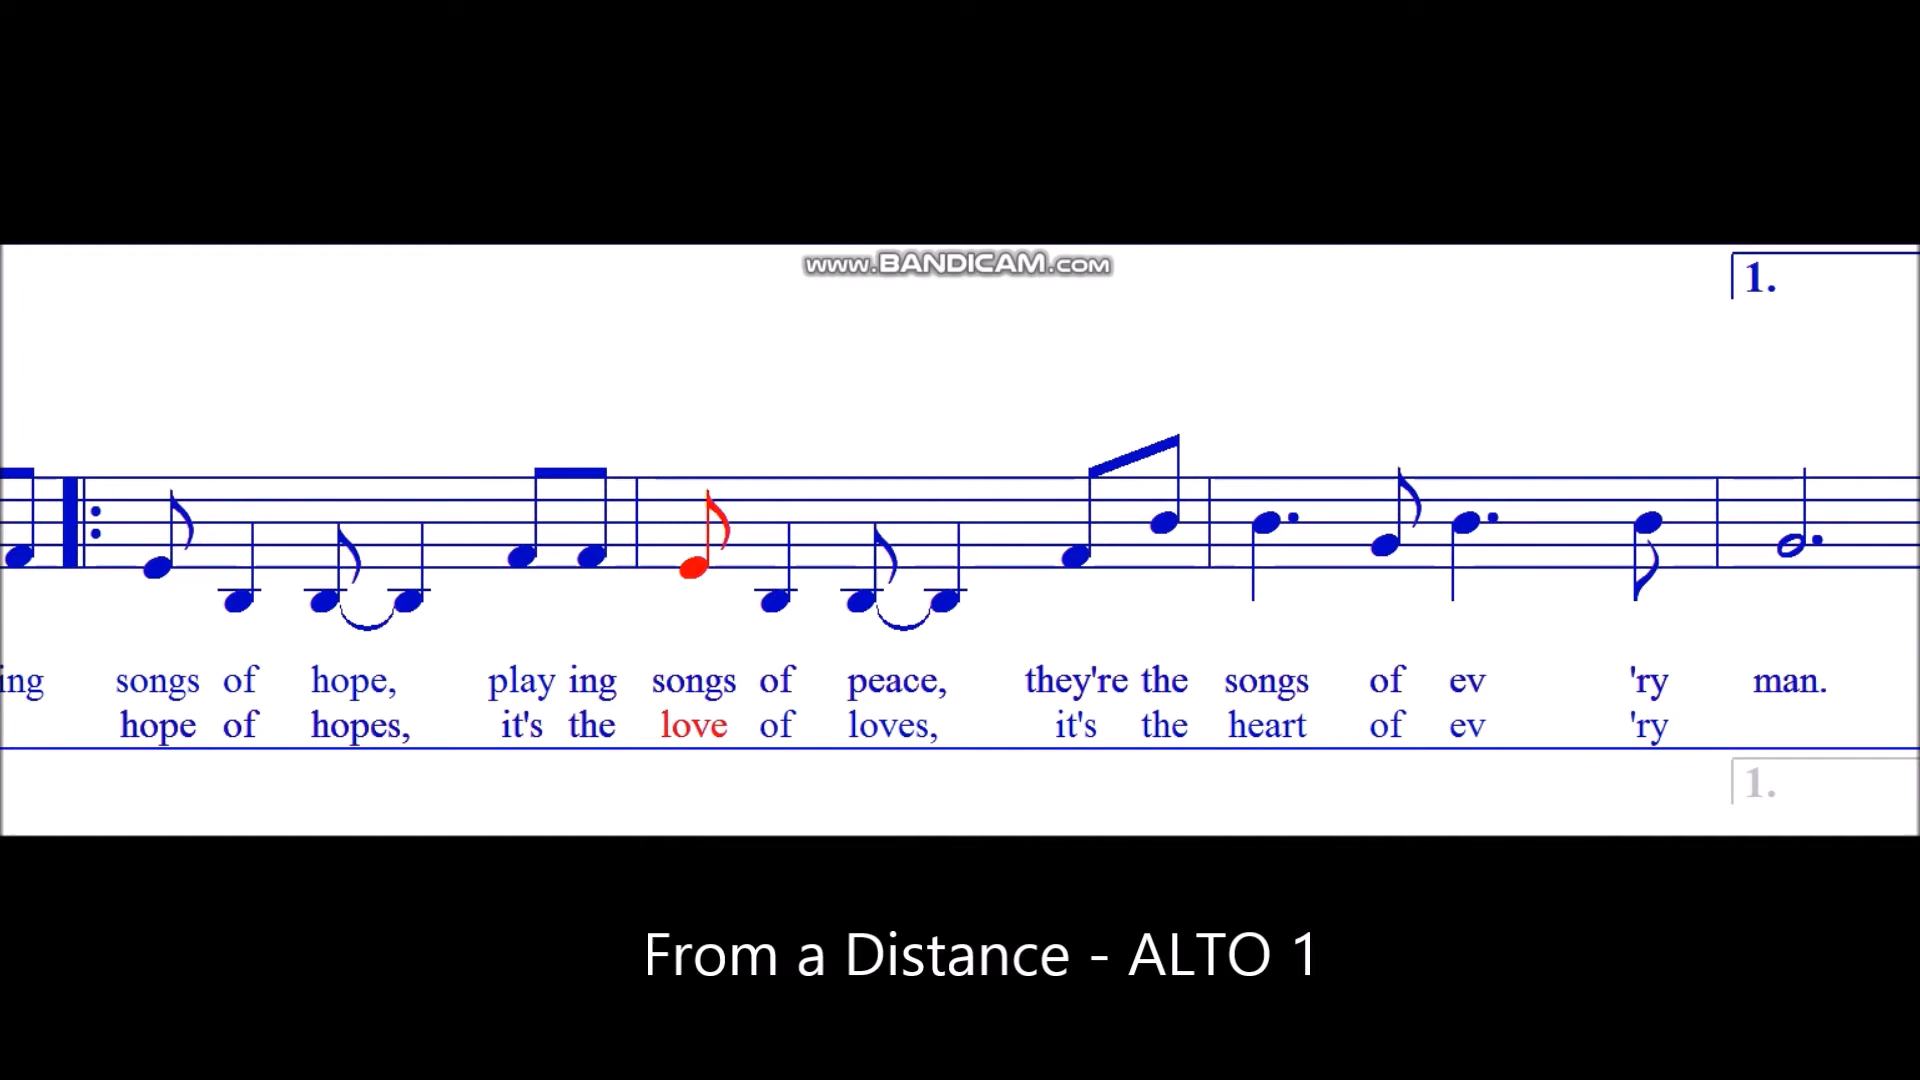 www.BANDICAM.com
1.
ing songs of hope, play ing songs of peace, they're the songs of ev 'ry man.
hope of hopes, it's the love of loves, it's the heart of ev 'ry
1.
From a Distance - ALTO 1